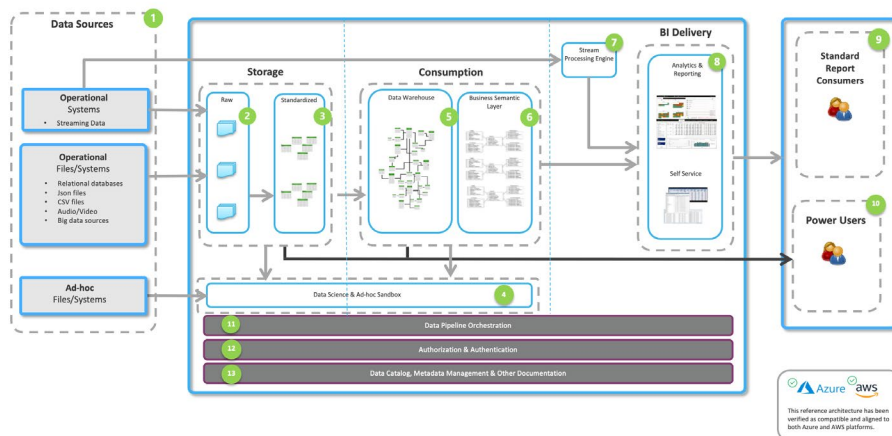 Data Sources
1
Operational
Systems
• Streaming Data
Operational
Files/Systems
• Relational databases
• Json files
• CSV files
• Audio/Video
• Big data sources
Ad-hoc
Files/Systems
Storage
Raw
2
Standardized
3
Consumption
Data Warehouse
5
Business Semantic
Layer
6
Stream
Processing Engine
7
BI Delivery
Analytics &
Reporting
8
Self Service
Data Science & Ad-hoc Sandbox
4
11
Data Pipeline Orchestration
12
Authorization & Authentication
13
Data Catalog, Metadata Management & Other Documentation
9
Standard
Report
Consumers
10
Power Users
Azure
aws
This reference architecture has been
verified as compatible and aligned to
both Azure and AWS platforms.